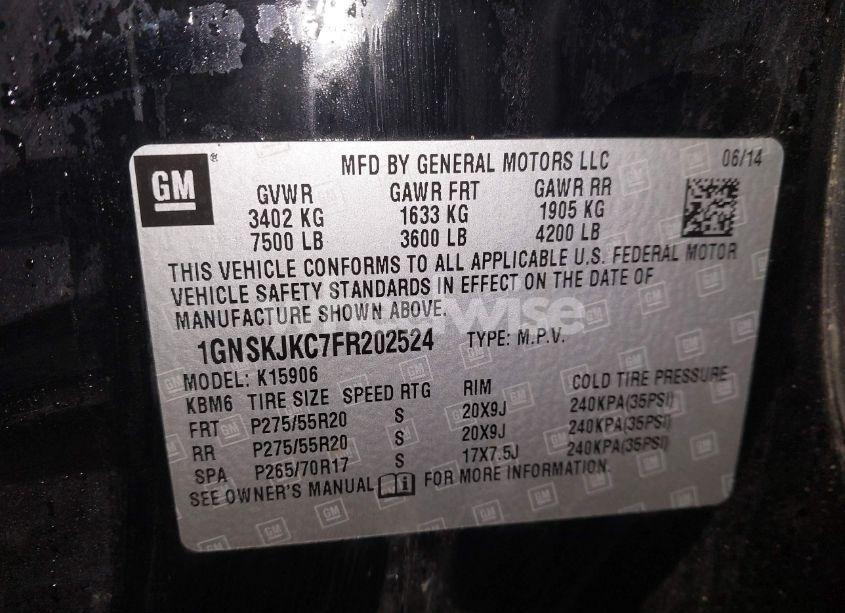 GM
MFD BY GENERAL MOTORS LLC 06/14
GVWR GAWR FRT GAWR RR
3402 KG 1633 KG 1905 KG
7500 LB 3600 LB 4200 LB
THIS VEHICLE CONFORMS TO ALL APPLICABLE U.S. FEDERAL MOTOR
VEHICLE SAFETY STANDARDS IN EFFECT ON THE DATE OF
MANUFACTURE SHOWN ABOVE.
1GNSKJKC7FR202524 TYPE: M.P.V.
MODEL: K15906
KBM6 TIRE SIZE SPEED RTG RIM COLD TIRE PRESSURE
FRT P275/55R20 S 20X9J 240KPA(35PSI)
RR P275/55R20 S 20X9J 240KPA(35PSI)
SPA P265/70R17 S 17X7.5J 240KPA(35PSI)
SEE OWNER'S MANUAL FOR MORE INFORMATION.